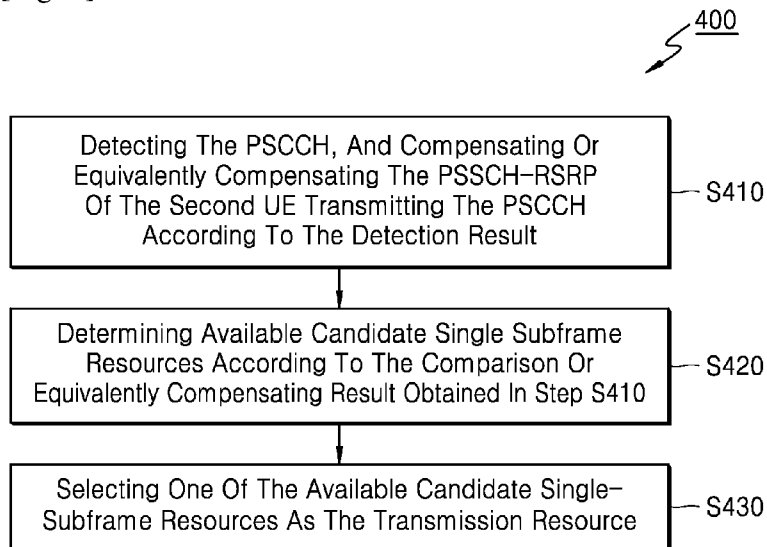 400
Detecting The PSCCH, And Compensating Or
Equivalently Compensating The PSSCH-RSRP
Of The Second UE Transmitting The PSCCH
According To The Detection Result
S410
Determining Available Candidate Single Subframe
Resources According To The Comparison Or
Equivalently Compensating Result Obtained In Step S410
S420
Selecting One Of The Available Candidate Single-
Subframe Resources As The Transmission Resource
S430